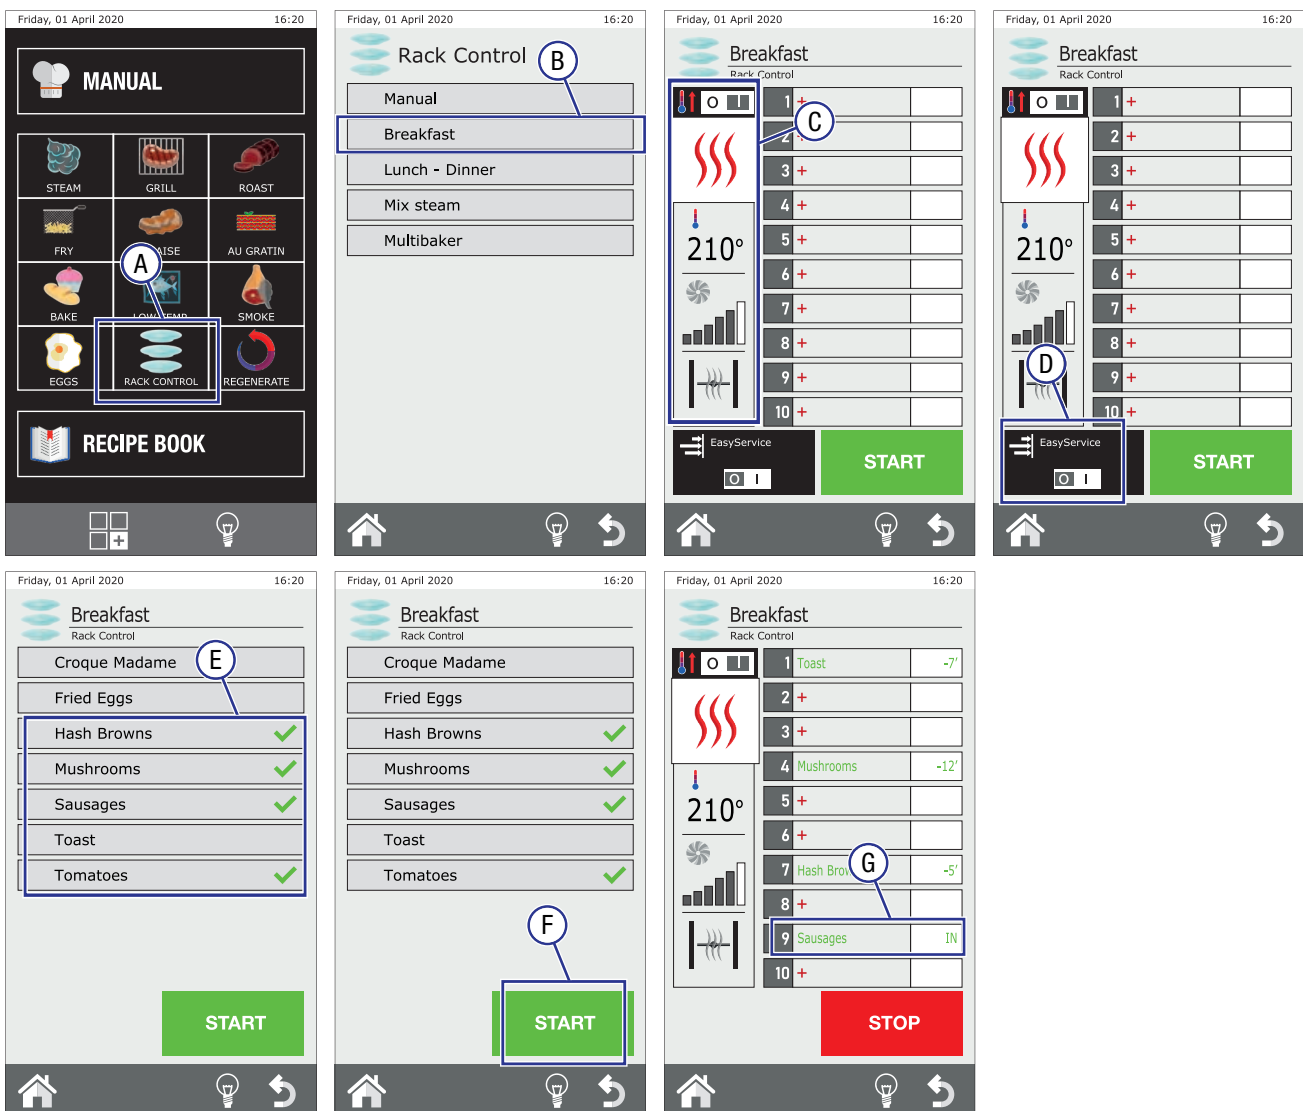 Friday, 01 April 2020 16:20
MANUAL
STEAM GRILL ROAST
FRY AU GRATIN
A
BAKE LOW TEMP SMOKE
EGGS RACK CONTROL REGENERATE
RECIPE BOOK
Friday, 01 April 2020 16:20
Rack Control
B
Manual
Breakfast
Lunch - Dinner
Mix steam
Multibaker
Friday, 01 April 2020 16:20
Breakfast
Rack Control
O I
C
210°
1 +
2 +
3 +
4 +
5 +
6 +
7 +
8 +
9 +
10 +
EasyService
O I
START
Friday, 01 April 2020 16:20
Breakfast
Rack Control
O I
210°
1 +
2 +
3 +
4 +
5 +
6 +
7 +
8 +
9 +
10 +
D
EasyService
O I
START
Friday, 01 April 2020 16:20
Breakfast
Rack Control
E
Croque Madame
Fried Eggs
Hash Browns
Mushrooms
Sausages
Toast
Tomatoes
START
Friday, 01 April 2020 16:20
Breakfast
Rack Control
Croque Madame
Fried Eggs
Hash Browns
Mushrooms
Sausages
Toast
Tomatoes
F
START
Friday, 01 April 2020 16:20
Breakfast
Rack Control
O I
210°
1 Toast -7'
2 +
3 +
4 Mushrooms -12'
5 +
6 +
7 Hash -5'
G
8 +
9 Sausages IN
10 +
STOP